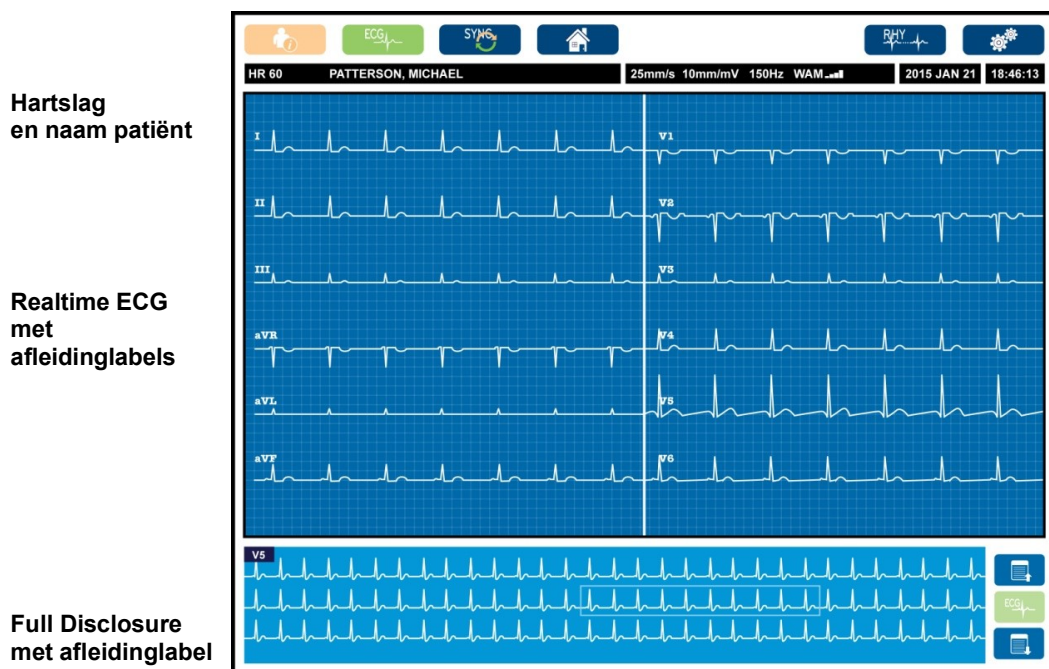 ECG
SYNC
RHY
HR 60 PATTERSON, MICHAEL 25mm/s 10mm/mV 150Hz WAM 2015 JAN 21 18:46:13
Hartslag
en naam patiënt
I V1
II V2
III V3
Realtime ECG
met
afleidinglabels
aVR V4
aVL V5
aVF V6
V5
ECG
Full Disclosure
met afleidinglabel